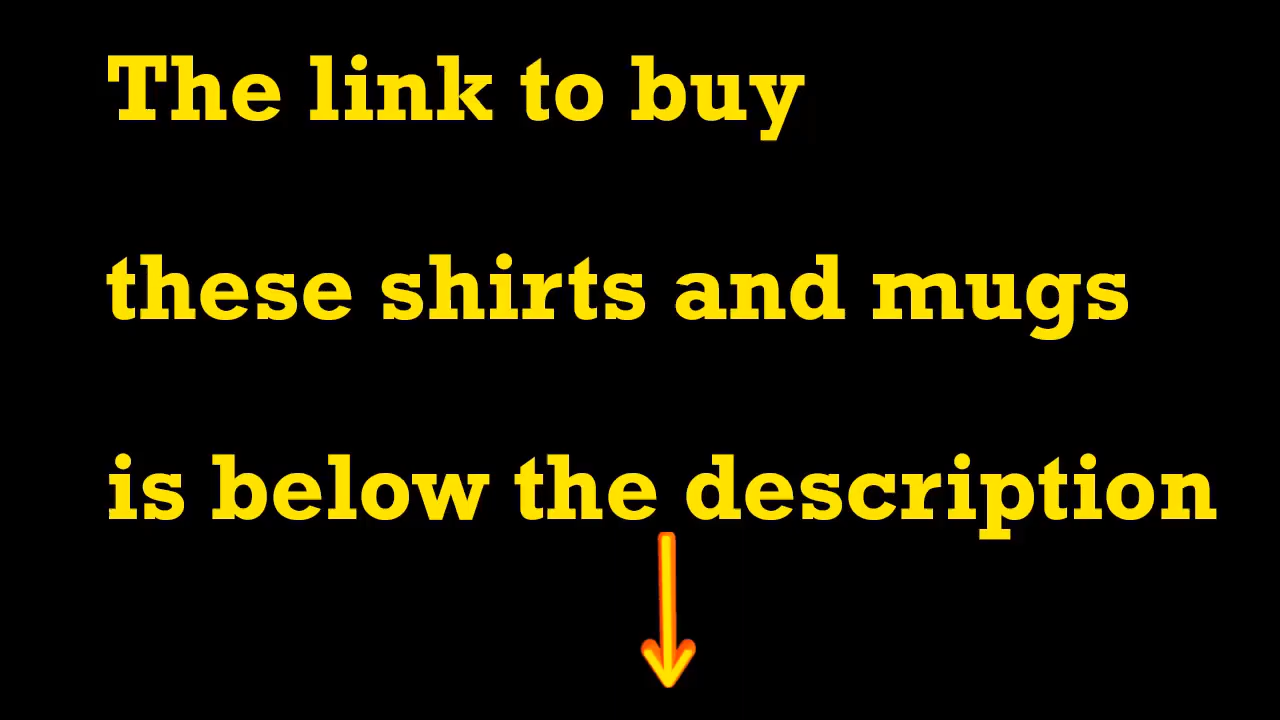 The link to buy
these shirts and mugs
is below the description